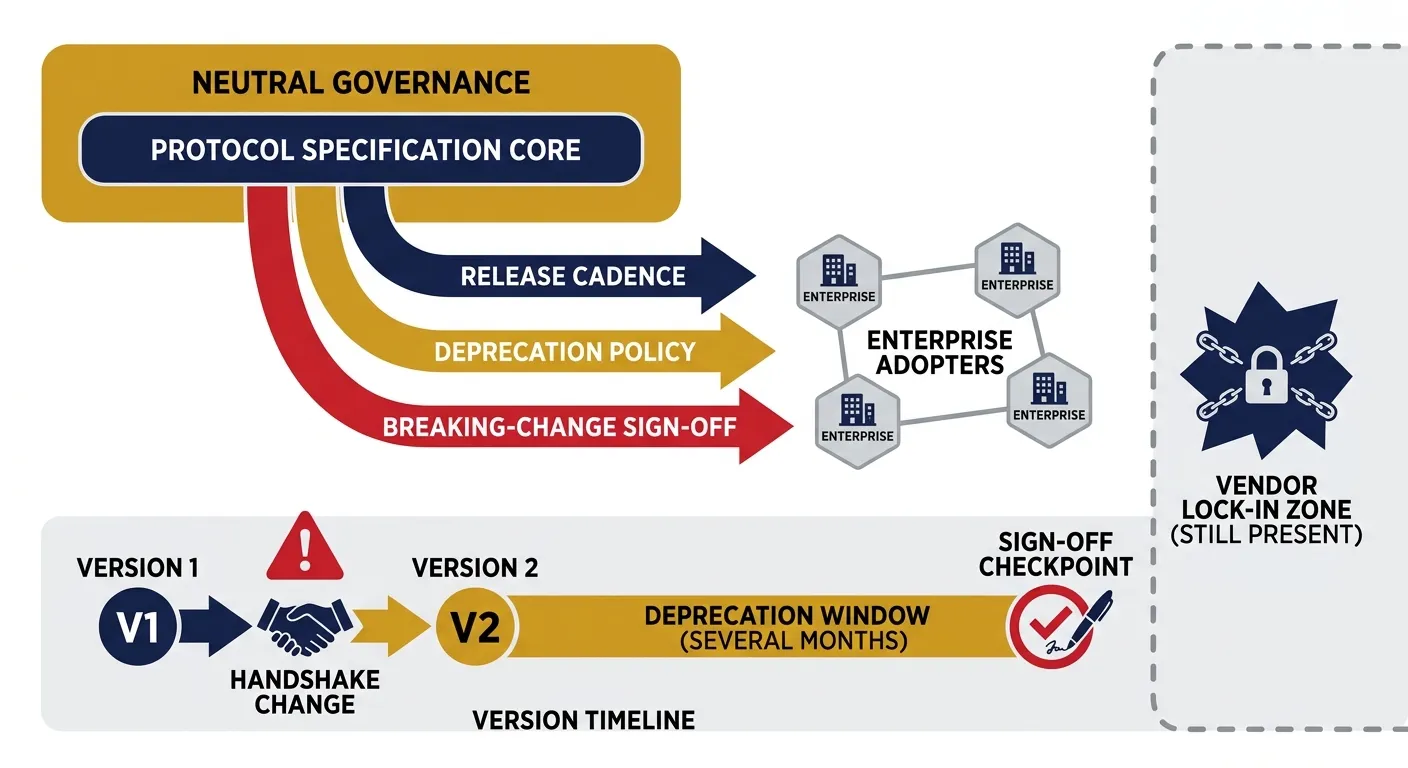 NEUTRAL GOVERNANCE
PROTOCOL SPECIFICATION CORE
RELEASE CADENCE
DEPRECATION POLICY
BREAKING-CHANGE SIGN-OFF
ENTERPRISE
ENTERPRISE
ENTERPRISE
ADOPTERS
ENTERPRISE
ENTERPRISE
VENDOR
LOCK-IN ZONE
(STILL PRESENT)
VERSION 1
V1
HANDSHAKE
CHANGE
VERSION 2
V2
DEPRECATION WINDOW
(SEVERAL MONTHS)
SIGN-OFF
CHECKPOINT
VERSION TIMELINE